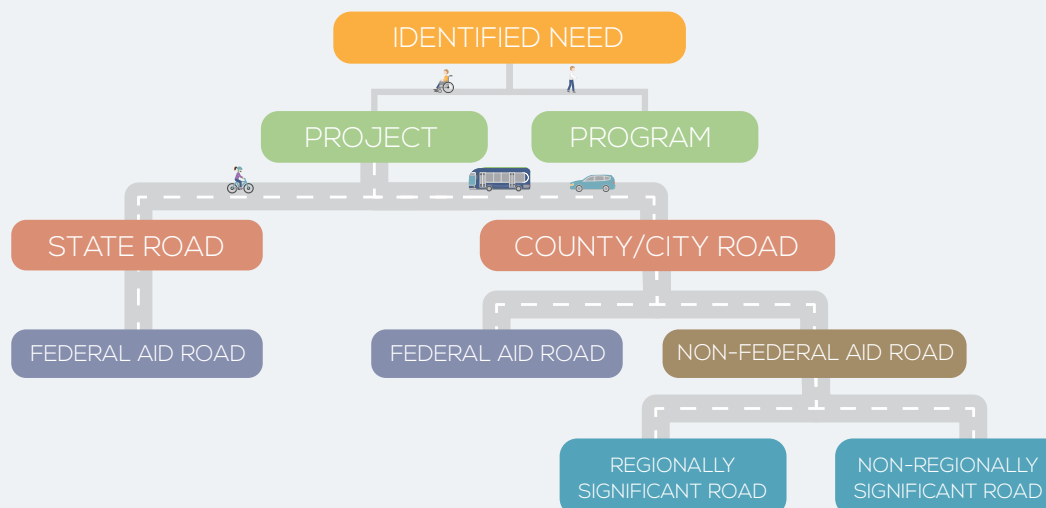 IDENTIFIED NEED
PROJECT
PROGRAM
STATE ROAD
COUNTY/CITY ROAD
FEDERAL AID ROAD
FEDERAL AID ROAD
NON-FEDERAL AID ROAD
REGIONALLY
SIGNIFICANT ROAD
NON-REGIONALLY
SIGNIFICANT ROAD